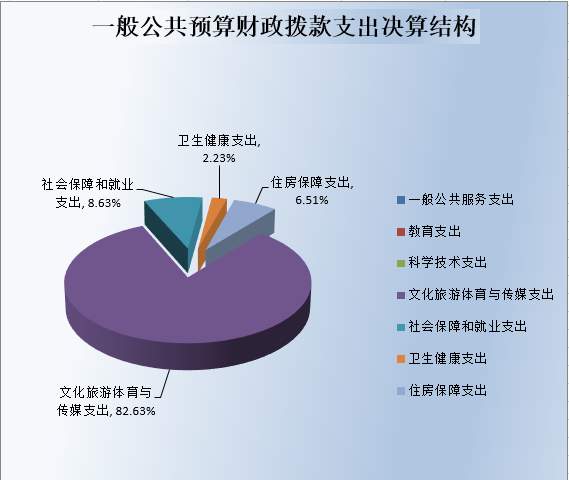 一般公共预算财政拨款支出决算结构
卫生健康支出,
2.23%
社会保障和就业
支出, 8.63%
住房保障支出,
6.51%
文化旅游体育与
传媒支出, 82.63%
一般公共服务支出
教育支出
科学技术支出
文化旅游体育与传媒支出
社会保障和就业支出
卫生健康支出
住房保障支出